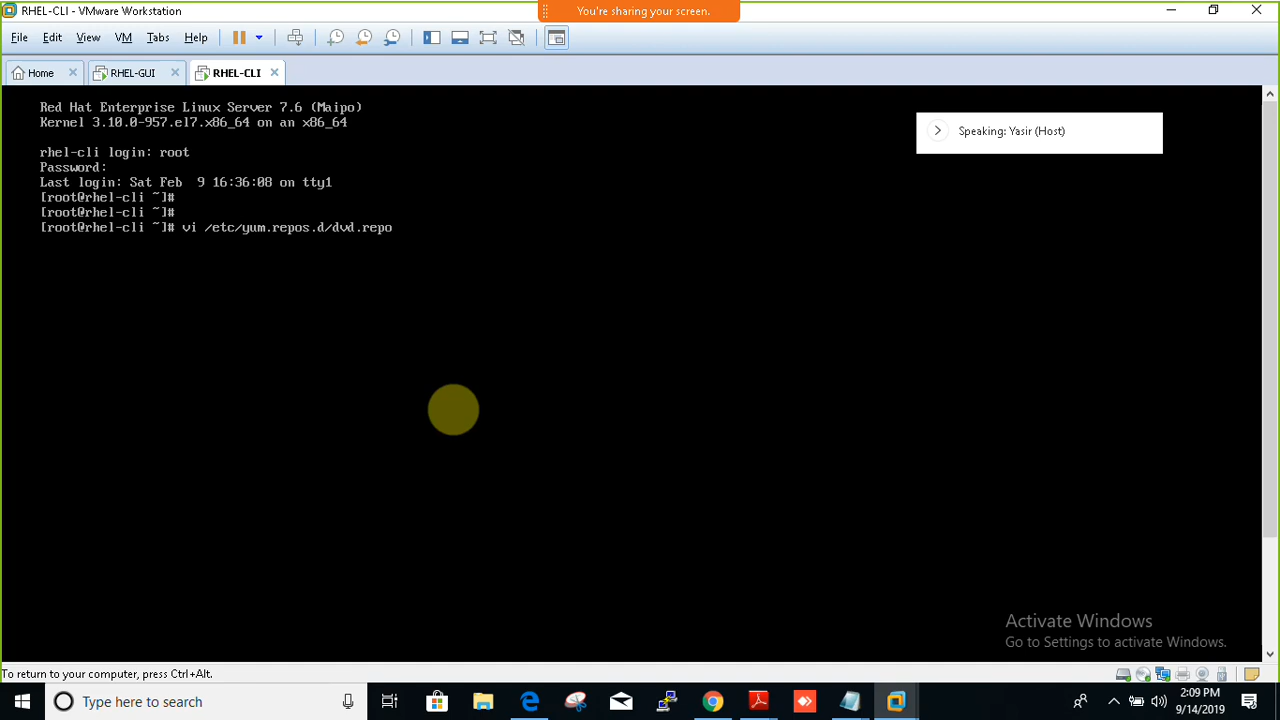 You're sharing your screen.
RHEL-CLI - VMware Workstation
File Edit View VM Tabs Help
Home RHEL-GUI RHEL-CLI
Red Hat Enterprise Linux Server 7.6 (Maipo)
Kernel 3.10.0-957.el7.x86_64 on an x86_64
Speaking: Yasir (Host)
rhel-cli login: root
Password:
Last login: Sat Feb  9 16:36:08 on tty1
[root@rhel-cli ~]#
[root@rhel-cli ~]#
[root@rhel-cli ~]# vi /etc/yum.repos.d/dvd.repo
Activate Windows
Go to Settings to activate Windows.
To return to your computer, press Ctrl+Alt.
Type here to search
2:09 PM
9/14/2019